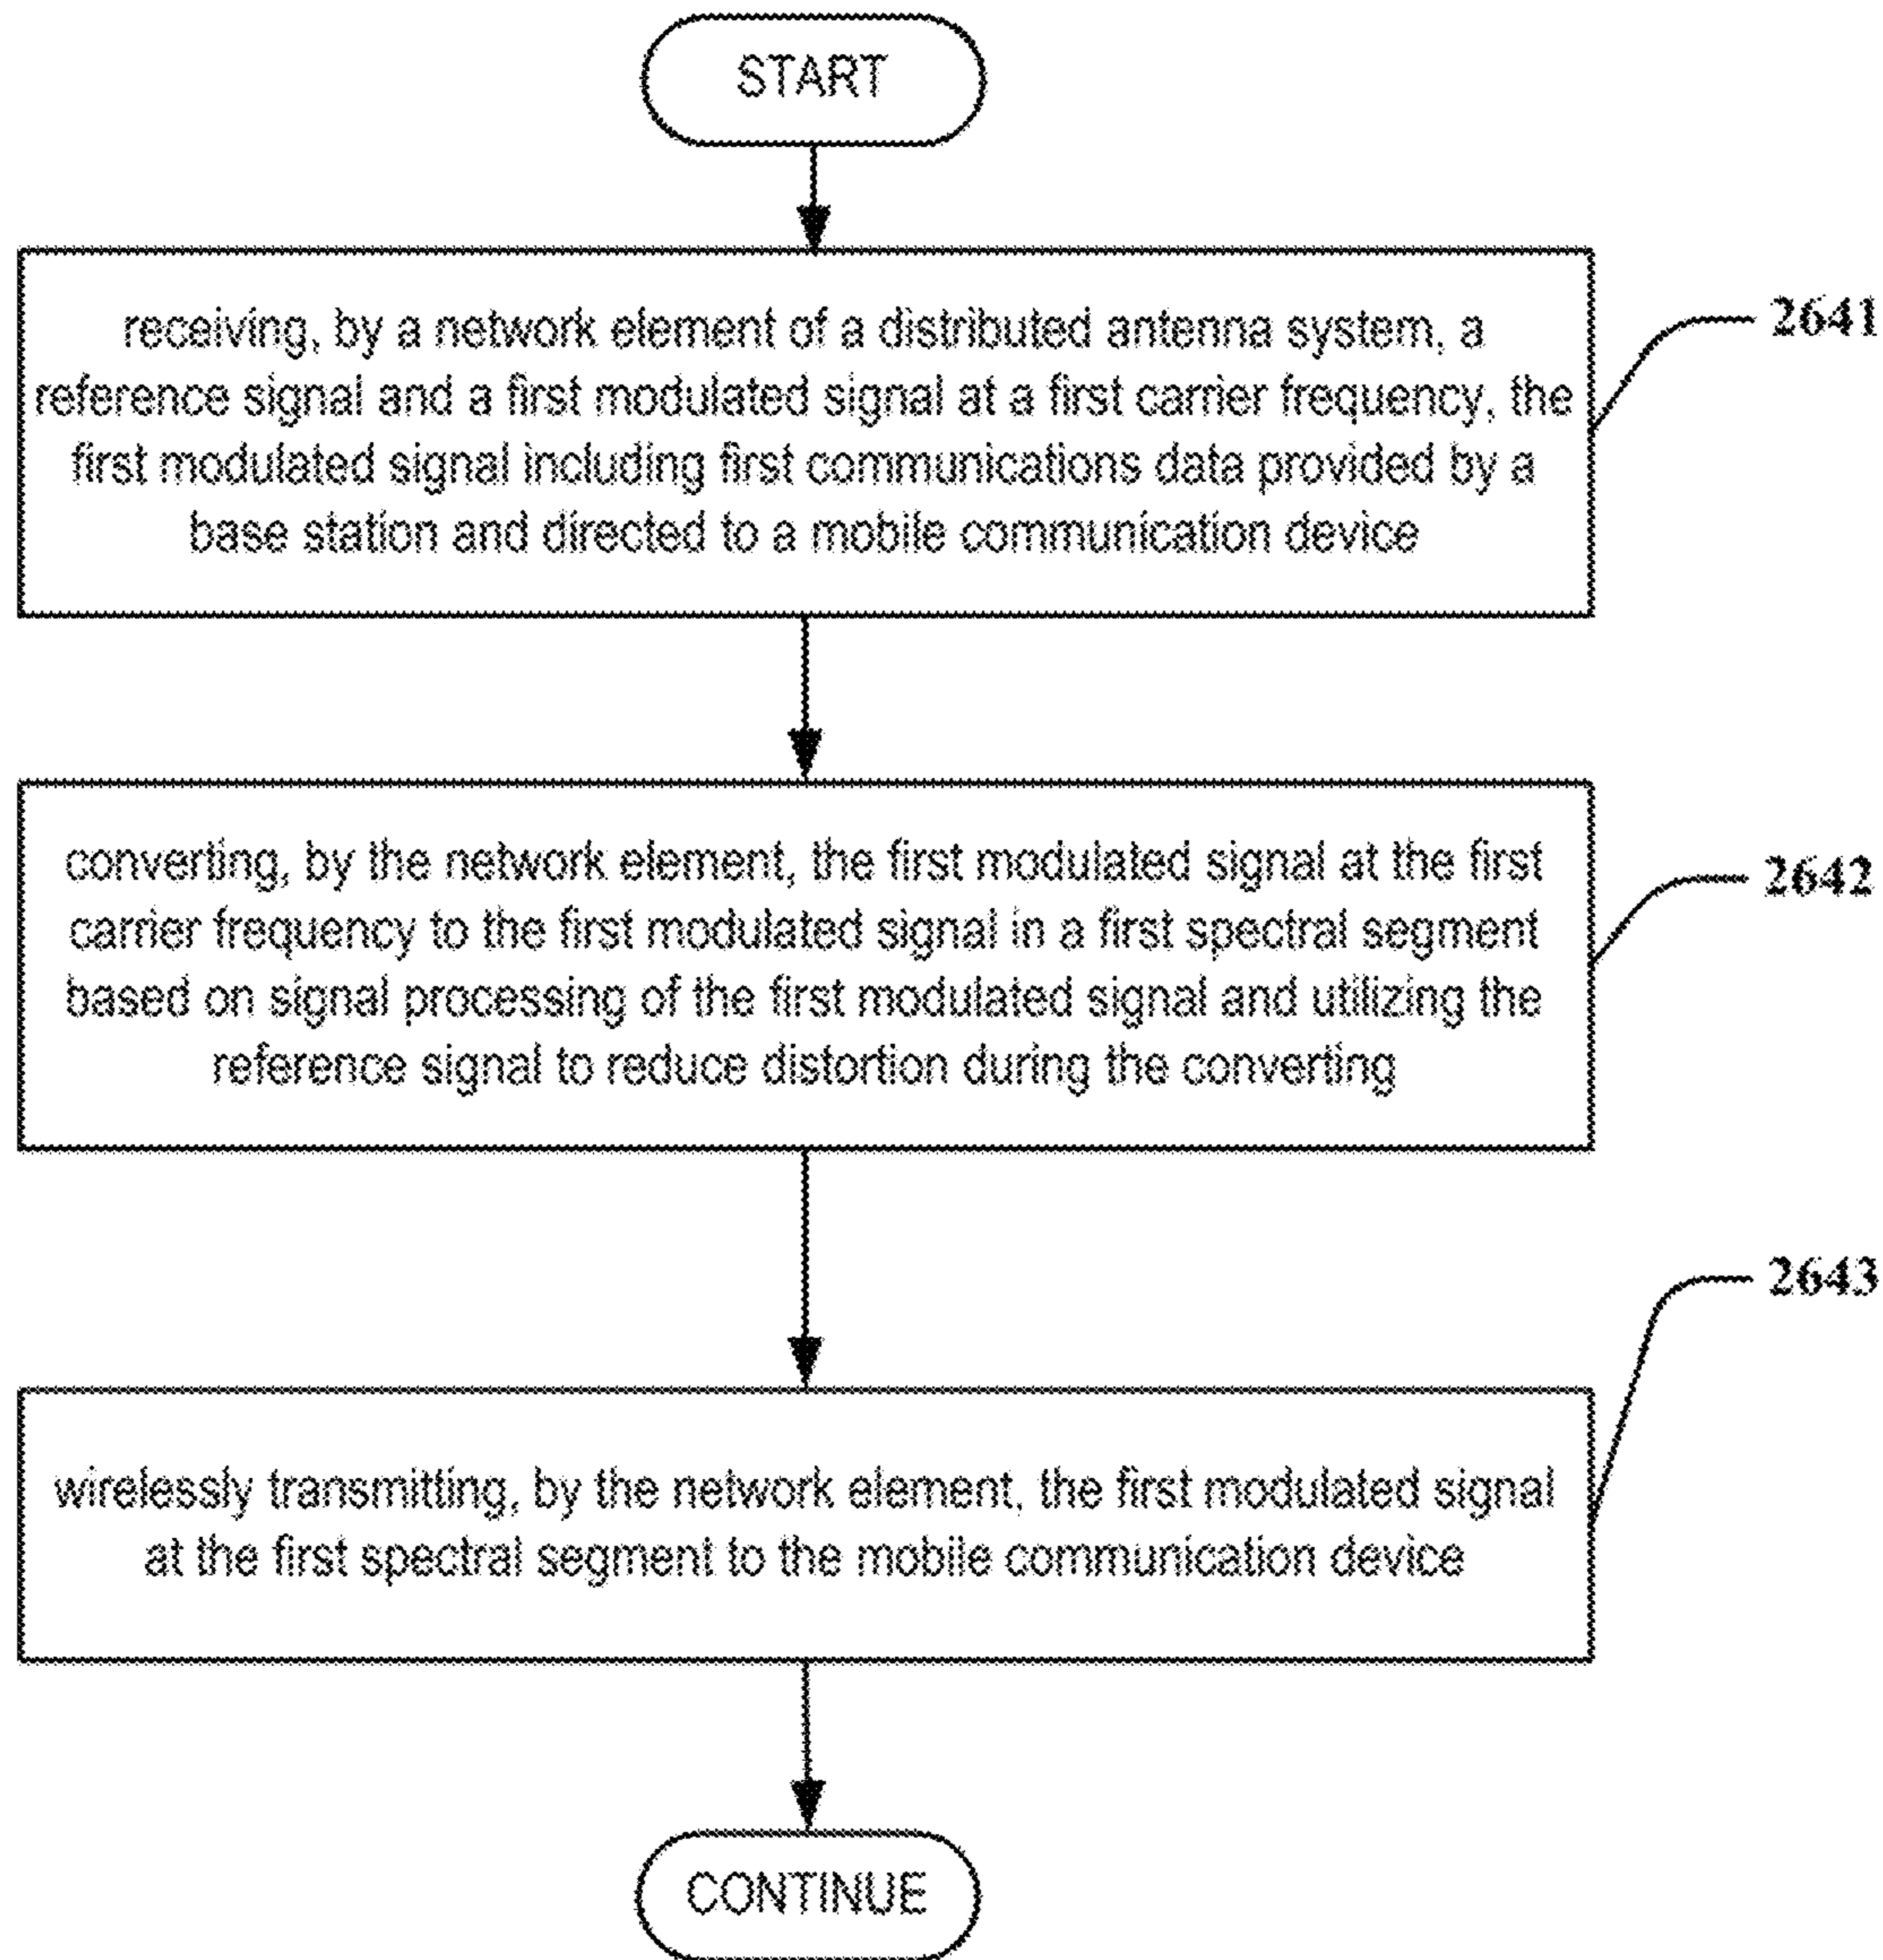 START
receiving, by a network element of a distributed antenna system, a
reference signal and a first modulated signal at a first carrier frequency, the
first modulated signal including first communications data provided by a
base station and directed to a mobile communication device
2641
converting, by the network element, the first modulated signal at the first
carrier frequency to the first modulated signal in a first spectral segment
based on signal processing of the first modulated signal and utilizing the
reference signal to reduce distortion during the converting
2642
wirelessly transmitting, by the network element, the first modulated signal
at the first spectral segment to the mobile communication device
2643
CONTINUE